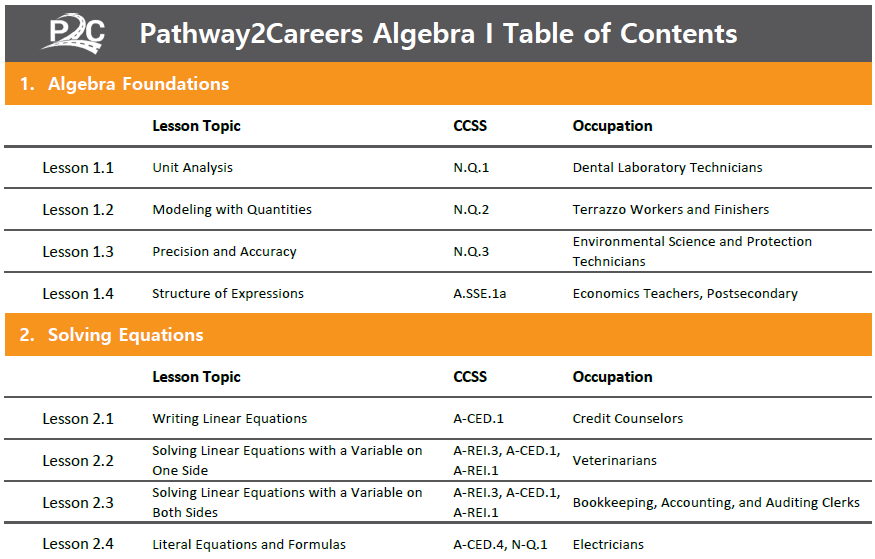 P2C Pathway2Careers Algebra I Table of Contents
1. Algebra Foundations
Lesson Topic CCSS Occupation
Lesson 1.1 Unit Analysis N.Q.1 Dental Laboratory Technicians
Lesson 1.2 Modeling with Quantities N.Q.2 Terrazzo Workers and Finishers
Lesson 1.3 Precision and Accuracy N.Q.3 Environmental Science and Protection
Technicians
Lesson 1.4 Structure of Expressions A.SSE.1a Economics Teachers, Postsecondary
2. Solving Equations
Lesson Topic CCSS Occupation
Lesson 2.1 Writing Linear Equations A-CED.1 Credit Counselors
Lesson 2.2 Solving Linear Equations with a Variable on A-REI.3, A-CED.1, Veterinarians
One Side A-REI.1
Lesson 2.3 Solving Linear Equations with a Variable on A-REI.3, A-CED.1, Bookkeeping, Accounting, and Auditing Clerks
Both Sides A-REI.1
Lesson 2.4 Literal Equations and Formulas A-CED.4, N-Q.1 Electricians